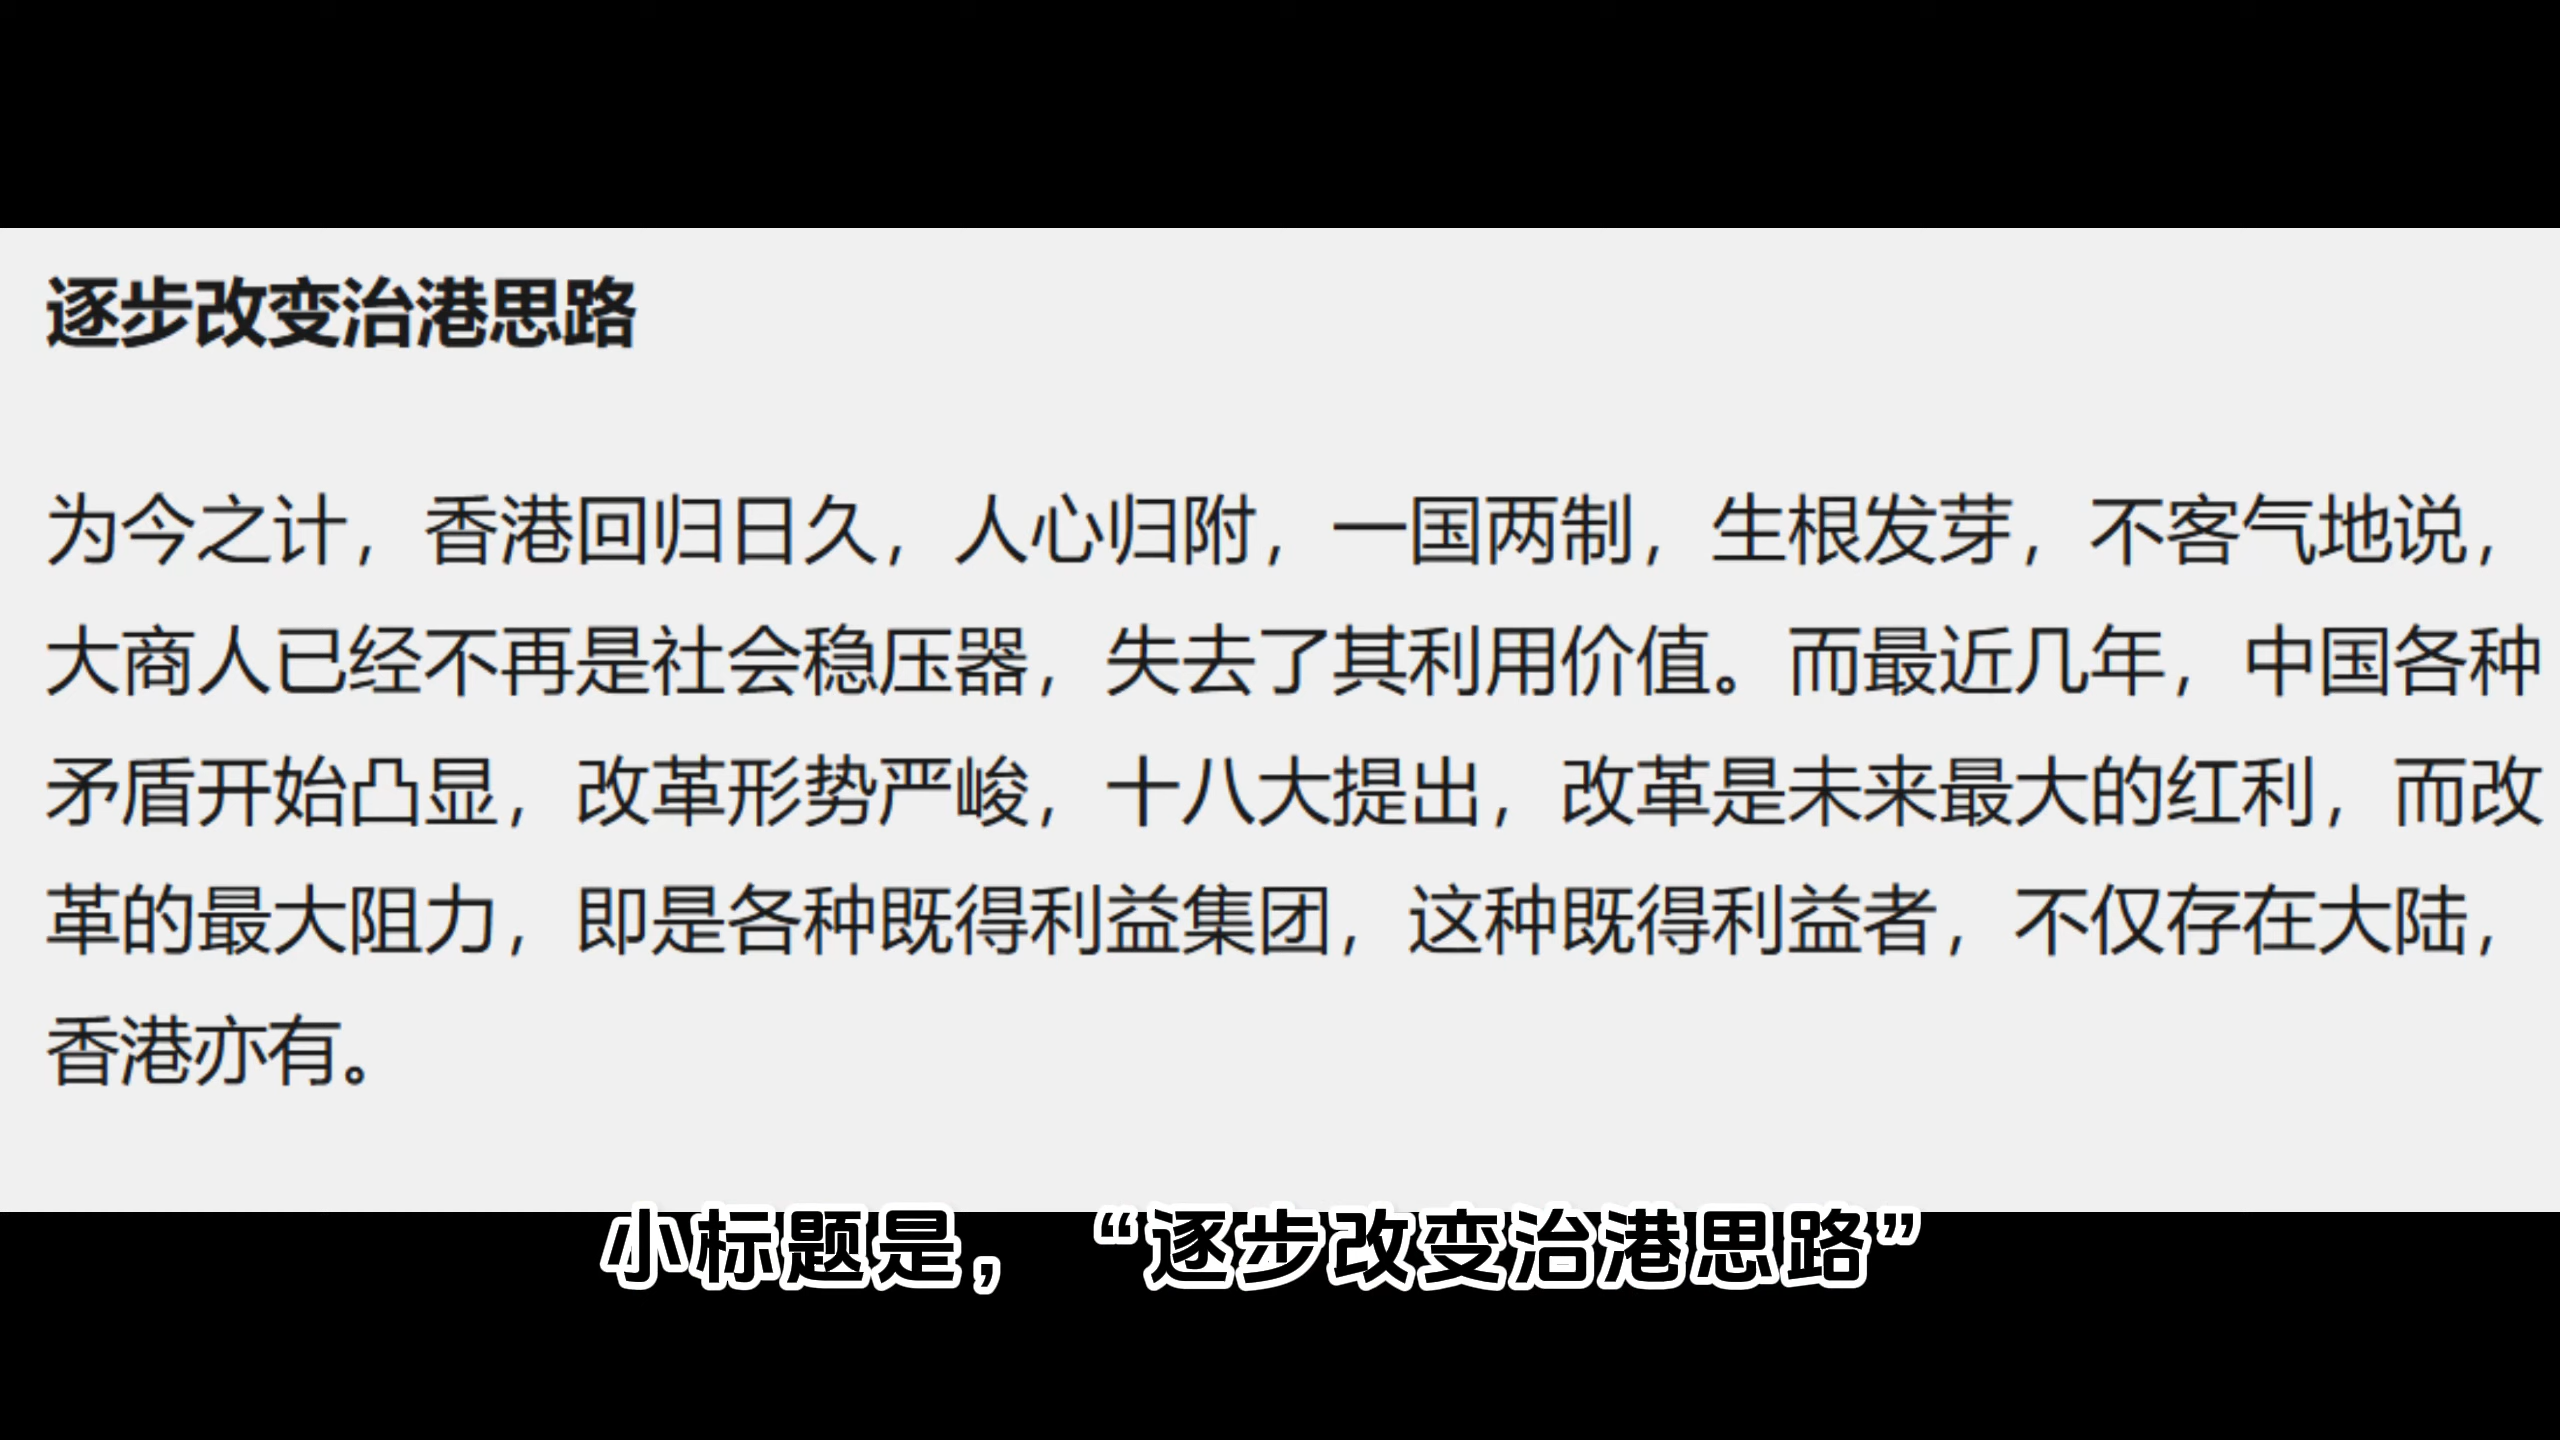 逐步改变治港思路
为今之计，香港回归日久，人心归附，一国两制，生根发芽，不客气地说，
大商人已经不再是社会稳压器，失去了其利用价值。而最近几年，中国各种
矛盾开始凸显，改革形势严峻，十八大提出，改革是未来最大的红利，而改
革的最大阻力，即是各种既得利益集团，这种既得利益者，不仅存在大陆，
香港亦有。
小标题是，“逐步改变治港思路”